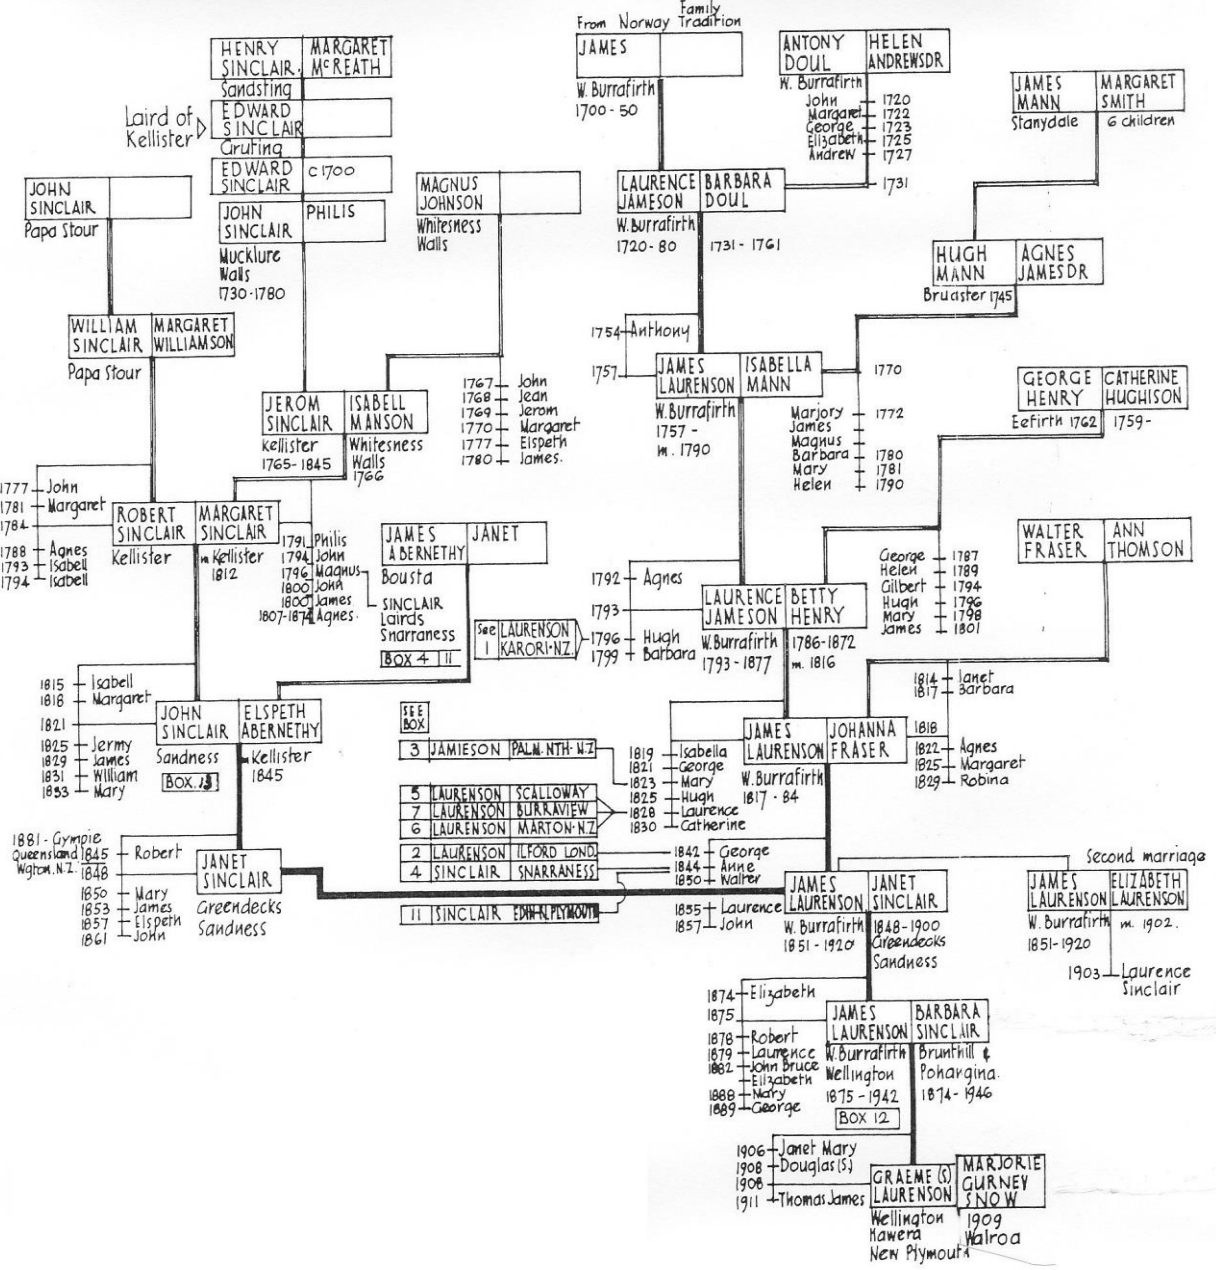 From Norway Family Tradition
HENRY SINCLAIR
MARGARET McREATH
Sandsting
Laird of Kellister
EDWARD SINCLAIR
Gruting
EDWARD SINCLAIR
c1700
JOHN SINCLAIR
PHILIS
Mucklure
Walls
1730-1780
JOHN SINCLAIR
Papa Stour
WILLIAM SINCLAIR
MARGARET WILLIAMSON
Papa Stour
MAGNUS JOHNSON
Whitesness
Walls
1767 John
1768 Jean
1769 Jerom
1770 Margaret
1777 Elspeth
1780 James.
JAMES
W. Burrafirth
1700-50
ANTONY DOUL
HELEN ANDREWSDR
W. Burrafirth
John 1720
Margaret 1722
George 1723
Elizabeth 1725
Andrew 1727
1731
JAMES MANN
MARGARET SMITH
Stanydale
6 children
LAURENCE JAMESON
BARBARA DOUL
W. Burrafirth
1720-80
1731-1761
HUGH MANN
AGNES JAMESDR
Bruaster 1745
1754 Anthony
1757
JAMES LAURENSON
ISABELLA MANN
W. Burrafirth
1757-
m. 1790
1770
Marjory 1772
James
Magnus
Barbara 1780
Mary 1781
Helen 1790
GEORGE HENRY
CATHERINE HUGHISON
Eefirth 1762
1759-
JEROM SINCLAIR
ISABELL MANSON
Kellister
1765-1845
Whitesness
Walls
1766
1777 John
1781 Margaret
1784
1788 Agnes
1793 Isabell
1794 Isabell
ROBERT SINCLAIR
MARGARET SINCLAIR
Kellister
m Kellister
1812
1791 Philis
1794 John
1796 Magnus
1800 John
1800 James
1807-1874 Agnes.
SINCLAIR
Lairds
Snarraness
BOX 4 11
JAMES ABERNETHY
JANET
Bousta
WALTER FRASER
ANN THOMSON
George 1787
Helen 1789
Gilbert 1794
Hugh 1796
Mary 1798
James 1801
1792 Agnes
1793
1796 Hugh
1799 Barbara
See 1
LAURENSON
KARORI·N.Z.
LAURENCE JAMESON
BETTY HENRY
W. Burrafirth
1793-1877
1786-1872
m. 1816
1815 Isabell
1818 Margaret
1821
1825 Jermy
1829 James
1831 William
1833 Mary
JOHN SINCLAIR
ELSPETH ABERNETHY
Sandness
BOX. 13
m Kellister
1845
SEE BOX
3 JAMIESON PALM. NTH. N.Z
5 LAURENSON SCALLOWAY
7 LAURENSON BURRAVIEW
6 LAURENSON MARTON·N.Z
2 LAURENSON ILFORD LOND.
4 SINCLAIR SNARRANESS
11 SINCLAIR EDIN·N.PLYMOUTH
1819 Isabella
1821 George
1823 Mary
1825 Hugh
1828 Laurence
1830 Catherine
JAMES LAURENSON
JOHANNA FRASER
W. Burrafirth
1817-84
1814 Janet
1817 Barbara
1818
1822 Agnes
1825 Margaret
1829 Robina
1881 - Gympie
Queensland
Wgton. N.Z.
1845 Robert
1848
1850 Mary
1853 James
1857 Elspeth
1861 John
JANET SINCLAIR
Greendecks
Sandness
1842 George
1844 Anne
1850 Walter
1855 Laurence
1857 John
JAMES LAURENSON
JANET SINCLAIR
W. Burrafirth
1851-1920
1848-1900
Greendecks
Sandness
Second marriage
JAMES LAURENSON
ELIZABETH LAURENSON
W. Burrafirth
1851-1920
m. 1902.
1903 Laurence Sinclair
1874 Elizabeth
1875
1878 Robert
1879 Laurence
1882 John Bruce
Elizabeth
1888 Mary
1889 George
JAMES LAURENSON
BARBARA SINCLAIR
W. Burrafirth
Wellington
1875-1942
BOX 12
Brunthill &
Pohangina.
1874-1946
1906 Janet Mary
1908 Douglas (S.)
1908
1911 Thomas James
GRAEME (S) LAURENSON
MARJORIE GURNEY SNOW
Wellington
Hawera
New Plymouth
1909
Wairoa